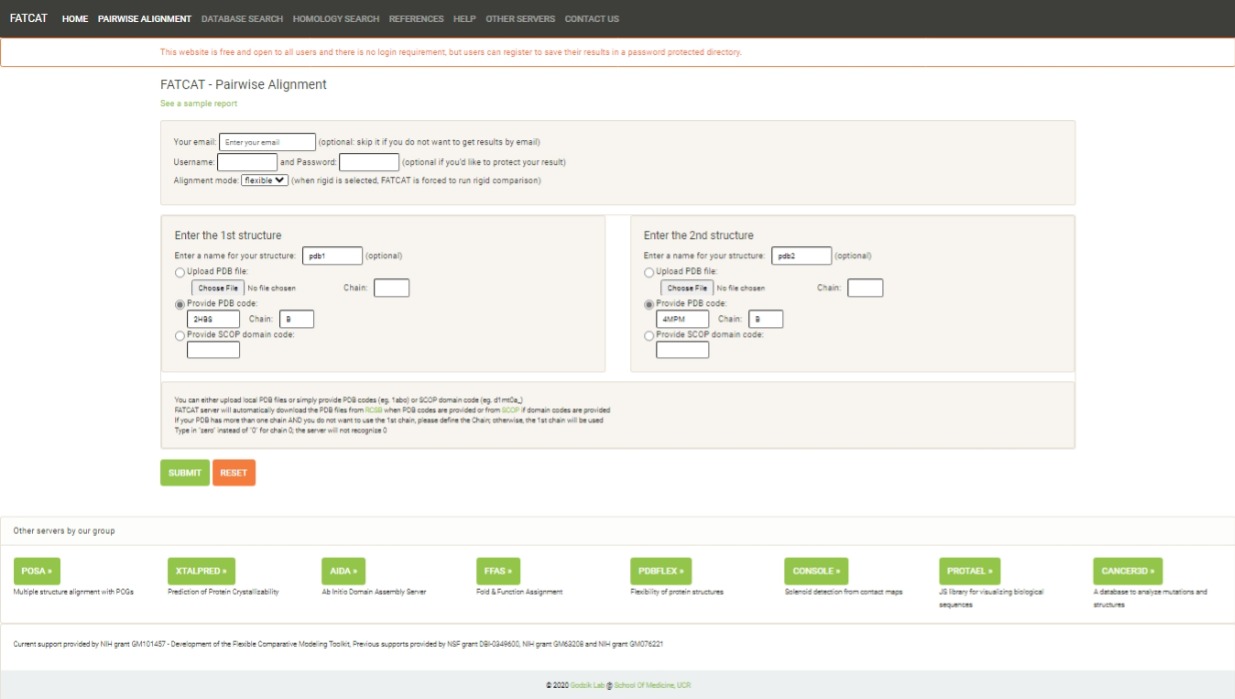 FATCAT HOME PAIRWISE ALIGNMENT DATABASE SEARCH HOMOLOGY SEARCH REFERENCES HELP OTHER SERVERS CONTACT US
This website is free and open to all users and there is no login requirement, but users can register to save their results in a password protected directory.
FATCAT - Pairwise Alignment
See a sample report
Your email: Enter your email (optional: skip it if you do not want to get results by email)
Username: and Password: (optional if you'd like to protect your result)
Alignment mode: flexible (when rigid is selected, FATCAT is forced to run rigid comparison)
Enter the 1st structure
Enter a name for your structure: pdb1 (optional)
Upload PDB file:
Choose File No file chosen Chain:
Provide PDB code:
2HBS Chain: B
Provide SCOP domain code:
Enter the 2nd structure
Enter a name for your structure: pdb2 (optional)
Upload PDB file:
Choose File No file chosen Chain:
Provide PDB code:
4MPM Chain: B
Provide SCOP domain code:
You can either upload local PDB files or simply provide PDB codes (eg. 1abo) or SCOP domain code (eg. d1mt0a_)
FATCAT server will automatically download the PDB files from RCSB when PDB codes are provided or from SCOP if domain codes are provided
If your PDB has more than one chain AND you do not want to use the 1st chain, please define the Chain; otherwise, the 1st chain will be used
Type in 'zero' instead of '0' for chain 0; the server will not recognize 0
SUBMIT RESET
Other servers by our group
POSA »
Multiple structure alignment with POGs
XTALPRED »
Prediction of Protein Crystallizability
AIDA »
Ab Initio Domain Assembly Server
FFAS »
Fold & Function Assignment
PDBFLEX »
Flexibility of protein structures
CONSOLE »
Solenoid detection from contact maps
PROTAEL »
JS library for visualizing biological
sequences
CANCER3D »
A database to analyze mutations and
structures
Current support provided by NIH grant GM101457 - Development of the Flexible Comparative Modeling Toolkit, Previous supports provided by NSF grant DBI-0349600, NIH grant GM63208 and NIH grant GM076221
© 2020 Godzik Lab @ School Of Medicine, UCR